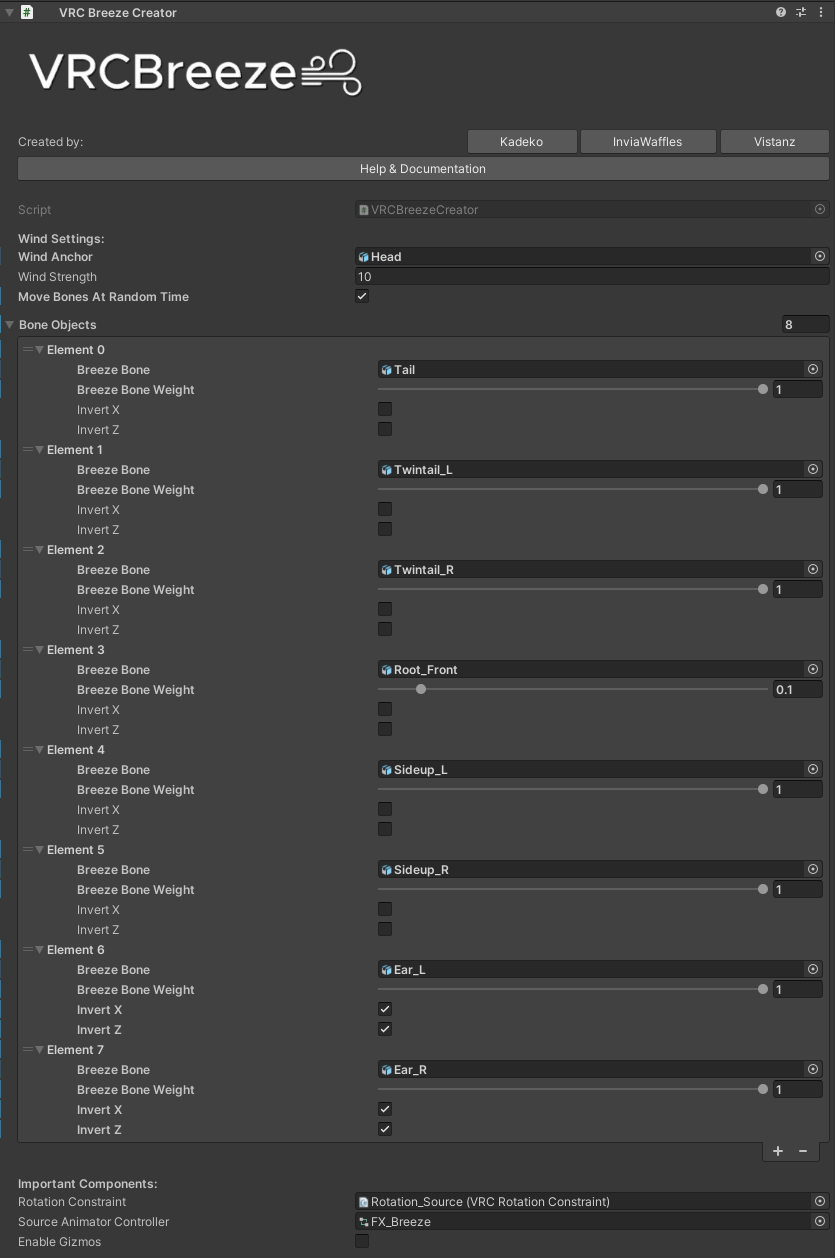 VRC Breeze Creator
VRCBreeze
Created by: Kadeko InviaWaffles Vistanz
Help & Documentation
Script VRCBreezeCreator
Wind Settings:
Wind Anchor Head
Wind Strength 10
Move Bones At Random Time
Bone Objects 8
Element 0
Breeze Bone Tail
Breeze Bone Weight 1
Invert X
Invert Z
Element 1
Breeze Bone Twintail_L
Breeze Bone Weight 1
Invert X
Invert Z
Element 2
Breeze Bone Twintail_R
Breeze Bone Weight 1
Invert X
Invert Z
Element 3
Breeze Bone Root_Front
Breeze Bone Weight 0.1
Invert X
Invert Z
Element 4
Breeze Bone Sideup_L
Breeze Bone Weight 1
Invert X
Invert Z
Element 5
Breeze Bone Sideup_R
Breeze Bone Weight 1
Invert X
Invert Z
Element 6
Breeze Bone Ear_L
Breeze Bone Weight 1
Invert X
Invert Z
Element 7
Breeze Bone Ear_R
Breeze Bone Weight 1
Invert X
Invert Z
+ −
Important Components:
Rotation Constraint Rotation_Source (VRC Rotation Constraint)
Source Animator Controller FX_Breeze
Enable Gizmos